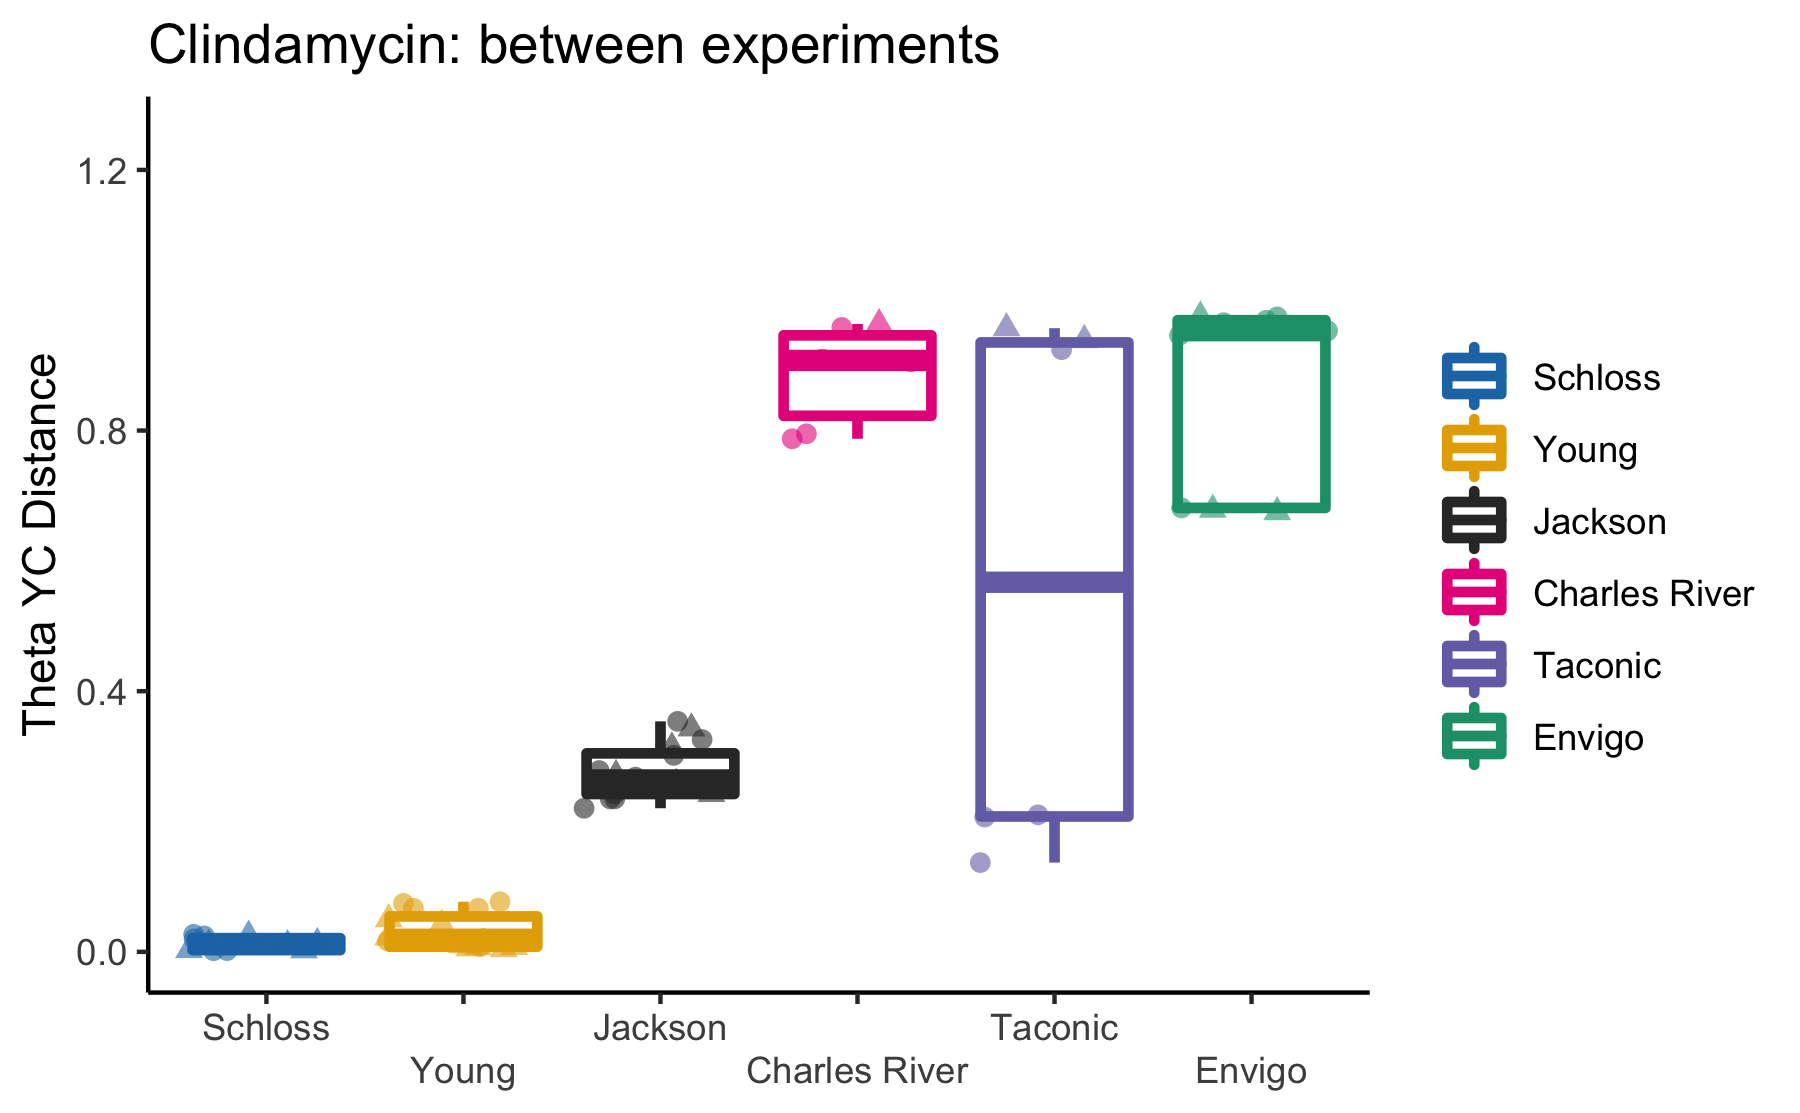 Clindamycin: between experiments
Theta YC Distance
1.2
0.8
0.4
0.0
Schloss
Young
Jackson
Charles River
Taconic
Envigo
Schloss
Young
Jackson
Charles River
Taconic
Envigo